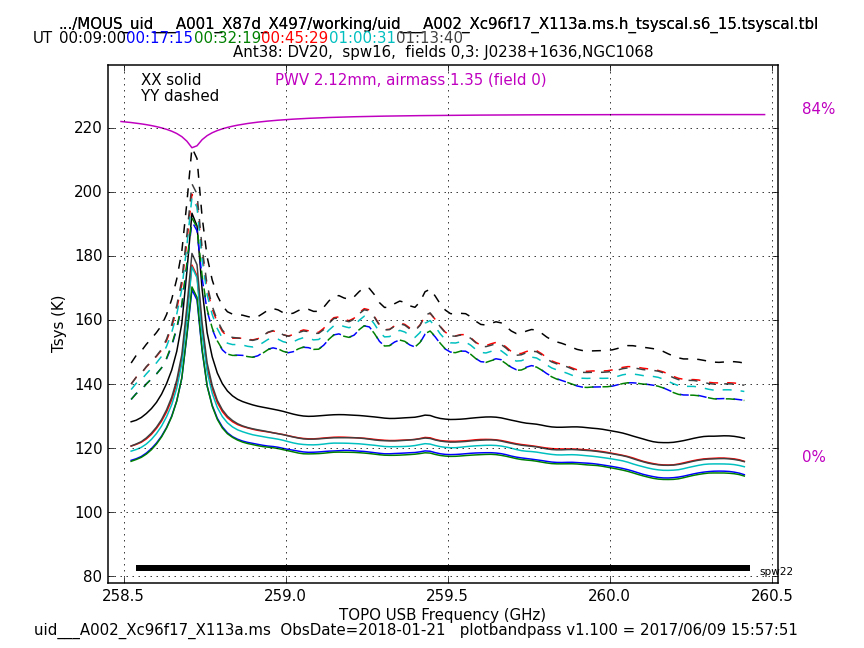 .../MOUS_uid___A001_X87d_X497/working/uid___A002_Xc96f17_X113a.ms.h_tsyscal.s6_15.tsyscal.tbl
UT 00:09:00 00:17:15 00:32:19 00:45:29 01:00:31 01:13:40
Ant38: DV20,  spw16,  fields 0,3: J0238+1636,NGC1068
XX solid
YY dashed
PWV 2.12mm, airmass 1.35 (field 0)
84%
0%
220
200
180
160
140
120
100
80
Tsys (K)
spw22
258.5 259.0 259.5 260.0 260.5
TOPO USB Frequency (GHz)
uid___A002_Xc96f17_X113a.ms  ObsDate=2018-01-21   plotbandpass v1.100 = 2017/06/09 15:57:51